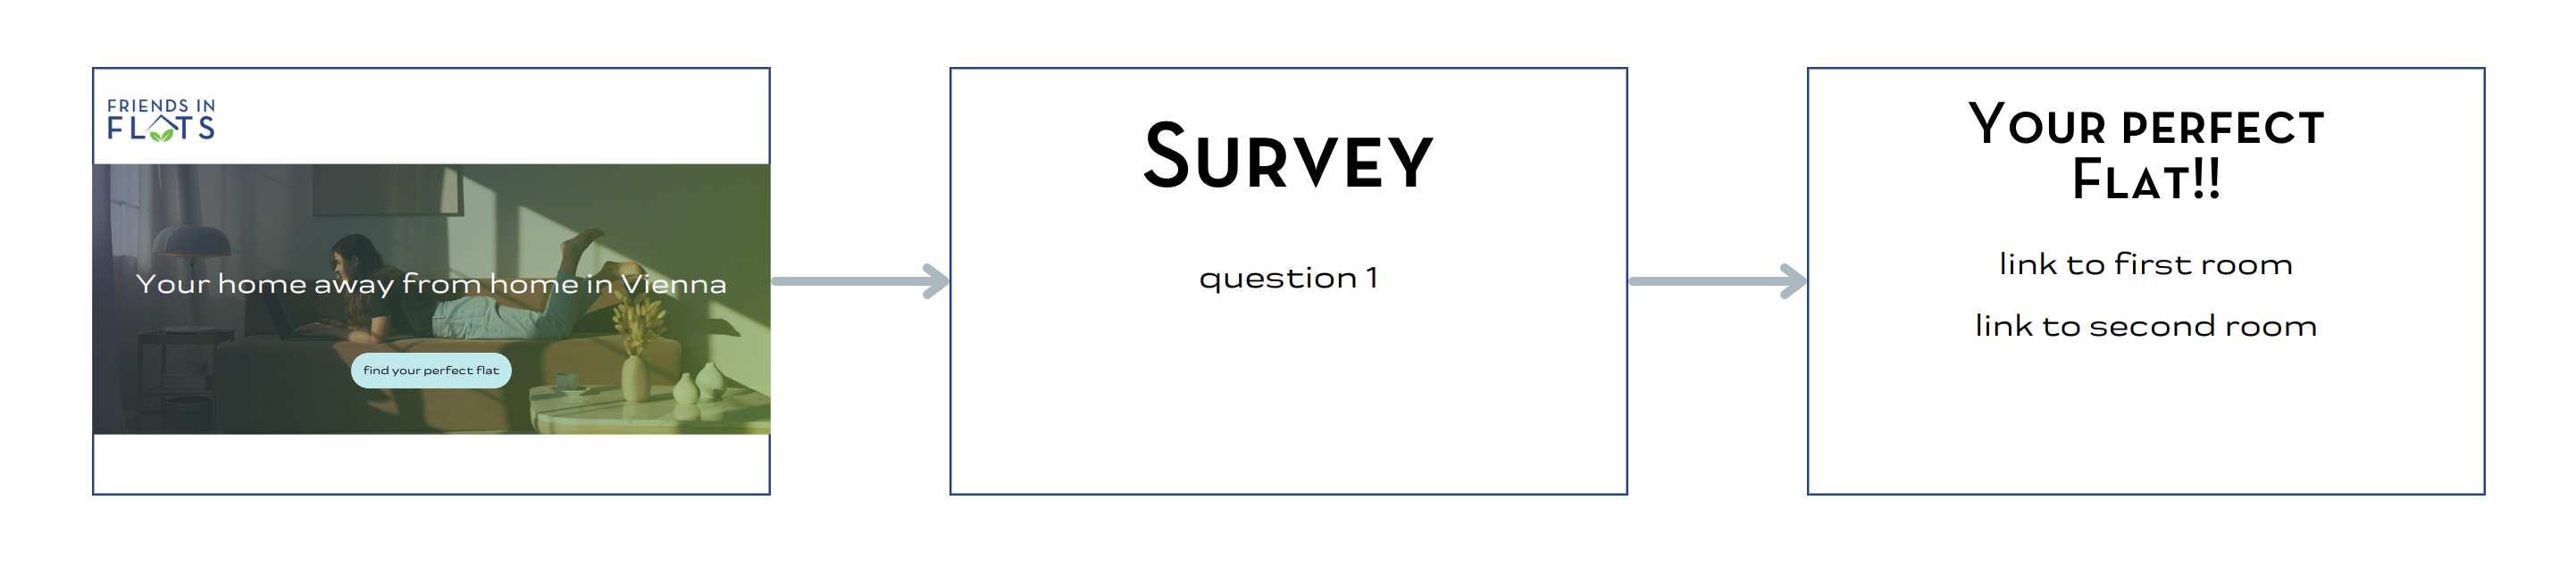 FRIENDS IN
FLATS
Your home away from home in Vienna
find your perfect flat
SURVEY
question 1
YOUR PERFECT
FLAT!!
link to first room
link to second room